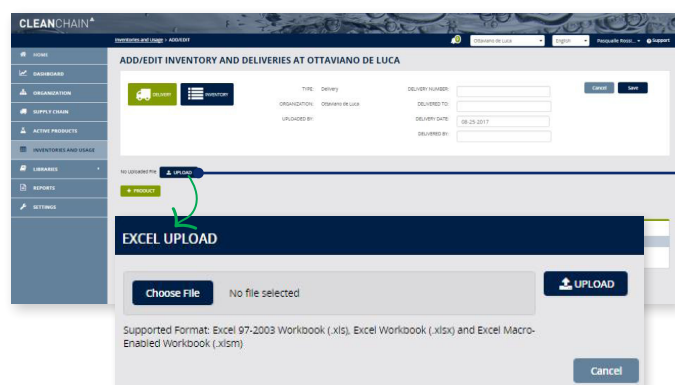 CLEANCHAIN
Inventories and Usage > ADD/EDIT
Ottaviano de Luca
English
Pasqualle Rossi...
Support
HOME
DASHBOARD
ORGANIZATION
SUPPLY CHAIN
ACTIVE PRODUCTS
INVENTORIES AND USAGE
LIBRARIES
REPORTS
SETTINGS
ADD/EDIT INVENTORY AND DELIVERIES AT OTTAVIANO DE LUCA
DELIVERY
INVENTORY
TYPE: Delivery
ORGANIZATION: Ottaviano de Luca
UPLOADED BY:
DELIVERY NUMBER:
DELIVERED TO:
DELIVERY DATE: 08-29-2017
DELIVERED BY:
Cancel
Save
No Uploaded File
UPLOAD
+ PRODUCT
EXCEL UPLOAD
Choose File
No file selected
UPLOAD
Supported Format: Excel 97-2003 Workbook (.xls), Excel Workbook (.xlsx) and Excel Macro-
Enabled Workbook (.xlsm)
Cancel